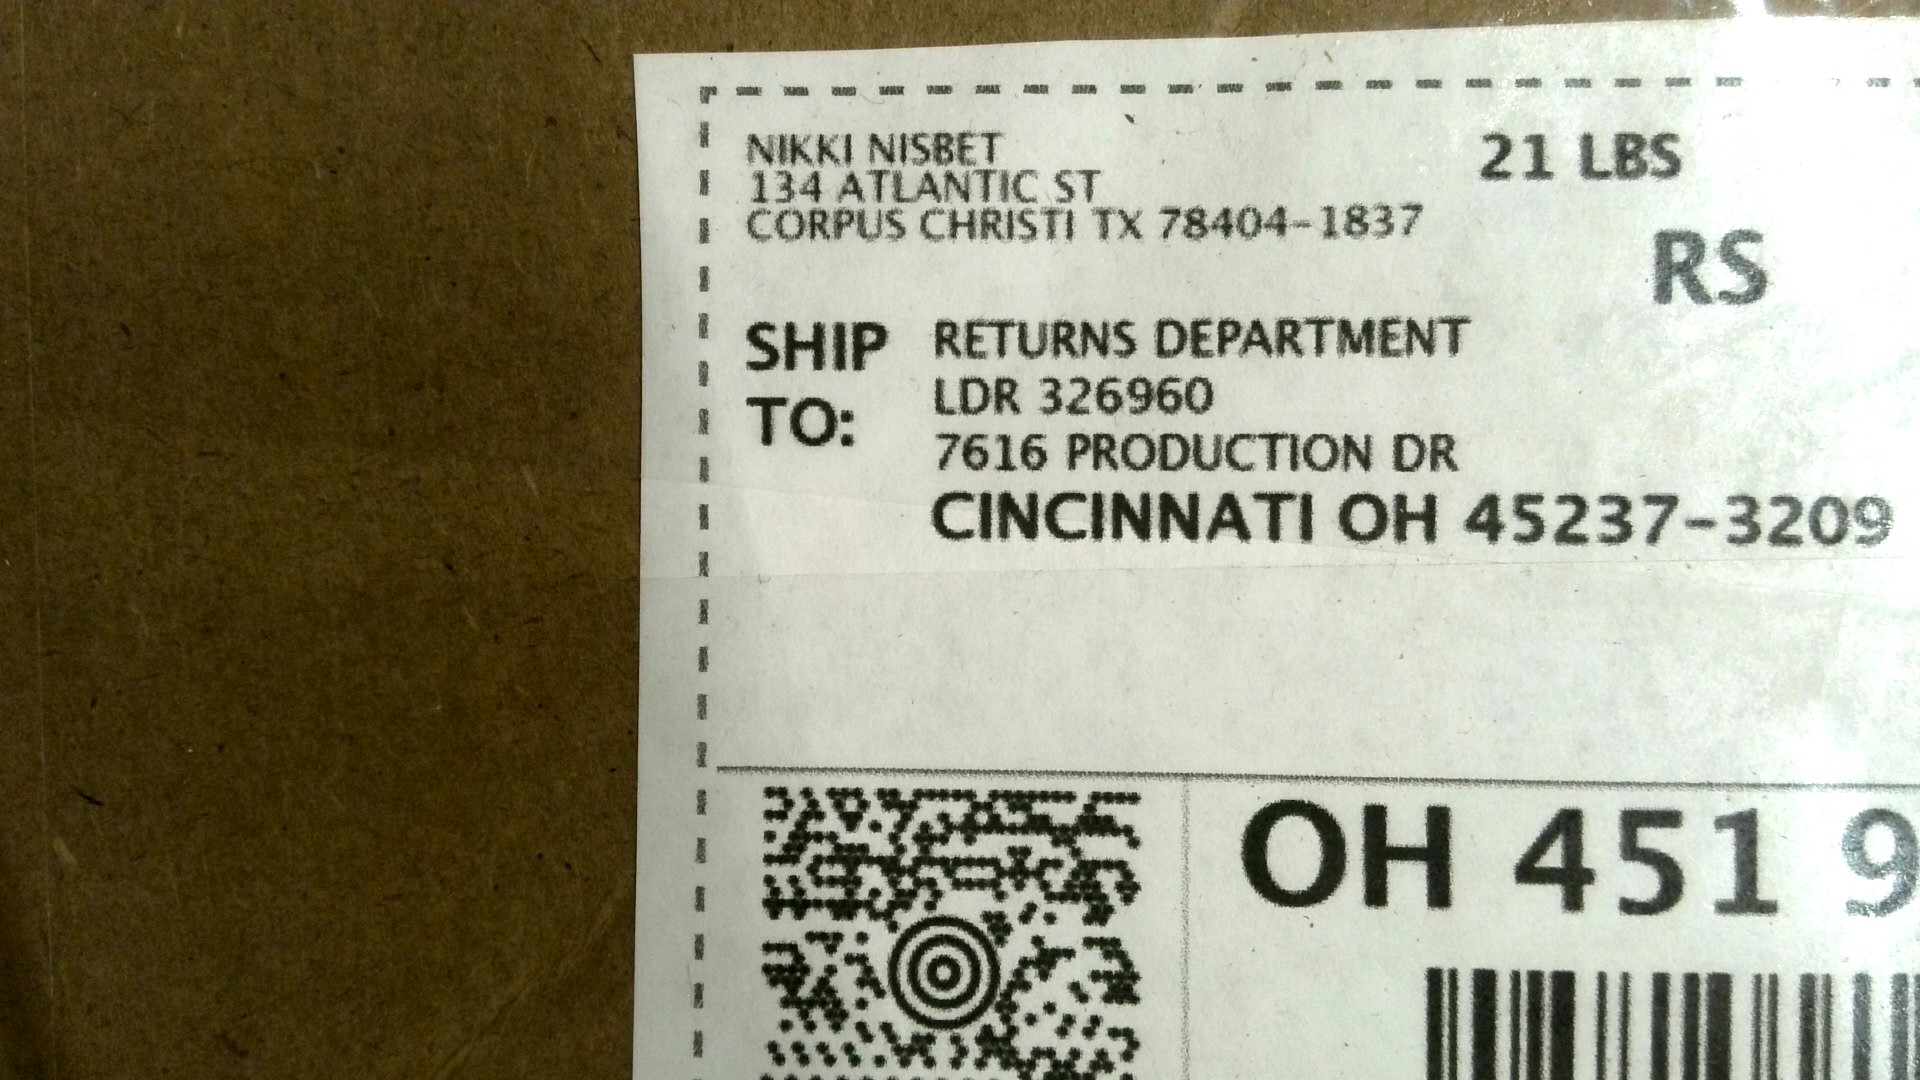 NIKKI NISBET
134 ATLANTIC ST
CORPUS CHRISTI TX 78404-1837
21 LBS
RS
SHIP TO:
RETURNS DEPARTMENT
LDR 326960
7616 PRODUCTION DR
CINCINNATI OH 45237-3209
OH 451 9